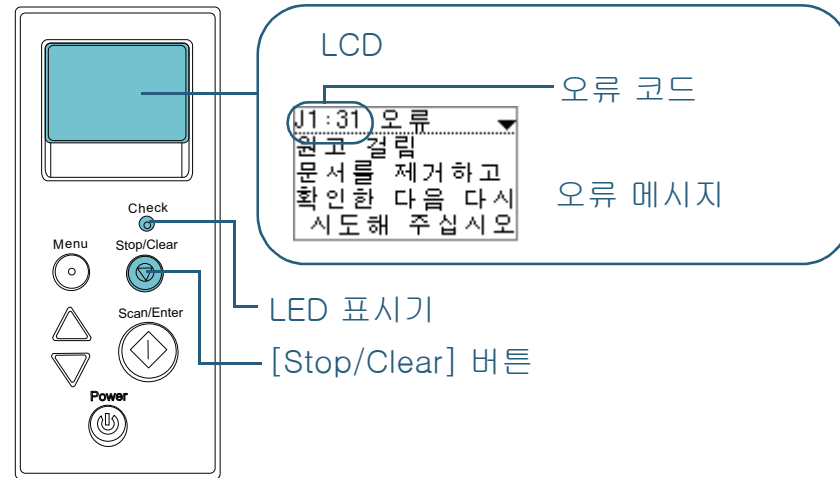 LCD
오류 코드
J1:31 오류
원고 걸림
문서를 제거하고
확인한 다음 다시
시도해 주십시오
오류 메시지
Check
Menu
Stop/Clear
LED 표시기
Scan/Enter
[Stop/Clear] 버튼
Power